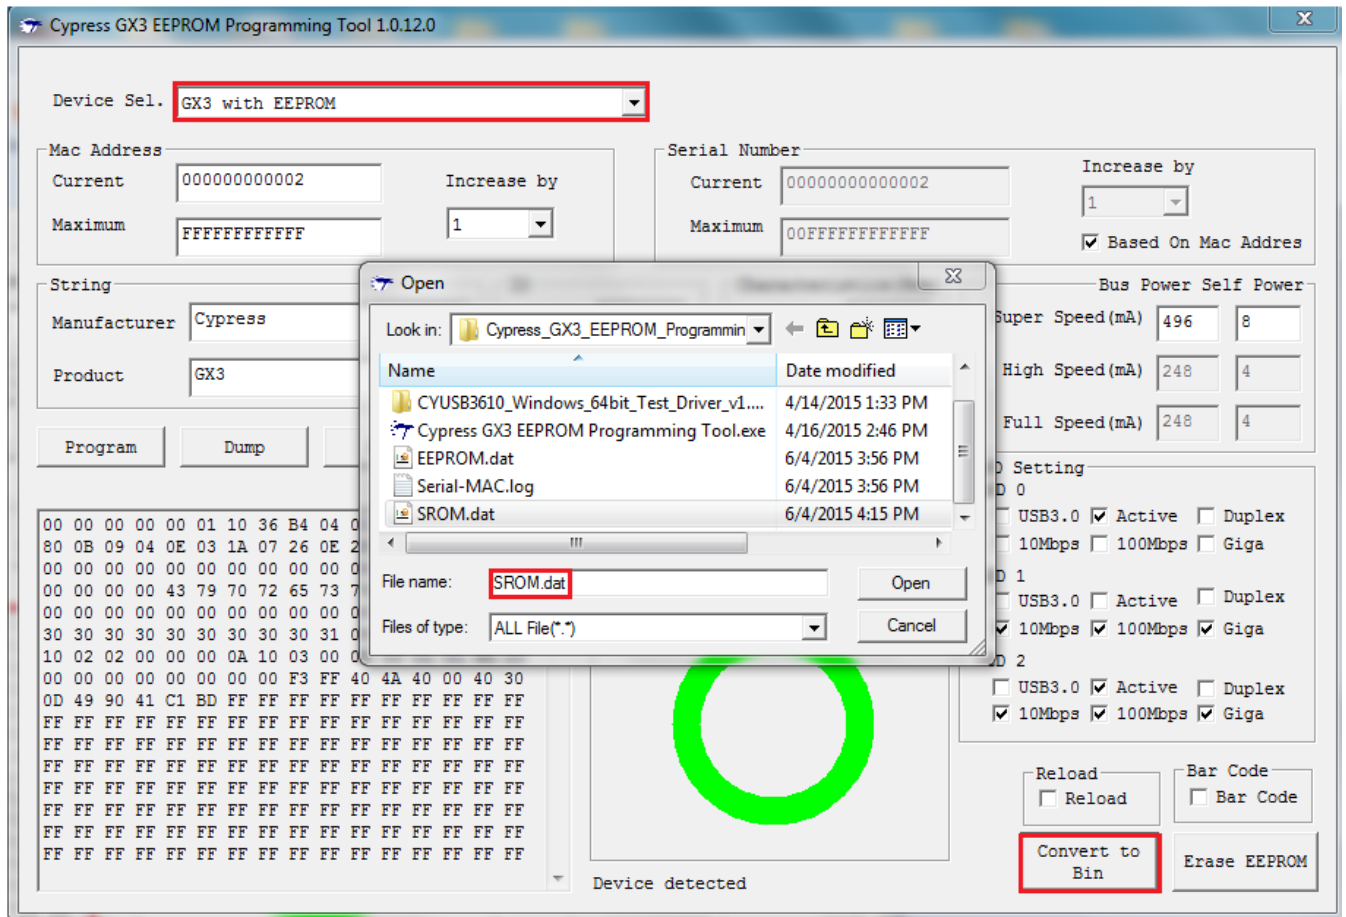 Cypress GX3 EEPROM Programming Tool 1.0.12.0
Device Sel. GX3 with EEPROM
Mac Address
Current 000000000002
Maximum FFFFFFFFFFFF
Increase by
1
Serial Number
Current 00000000000002
Maximum 00FFFFFFFFFFFF
Increase by
1
Based On Mac Addres
String
Manufacturer Cypress
Product GX3
Bus Power Self Power
Super Speed(mA) 496 8
High Speed(mA) 248 4
Full Speed(mA) 248 4
Program Dump
Open
Look in: Cypress_GX3_EEPROM_Programmin
Name Date modified
CYUSB3610_Windows_64bit_Test_Driver_v1.... 4/14/2015 1:33 PM
Cypress GX3 EEPROM Programming Tool.exe 4/16/2015 2:46 PM
EEPROM.dat 6/4/2015 3:56 PM
Serial-MAC.log 6/4/2015 3:56 PM
SROM.dat 6/4/2015 4:15 PM
File name: SROM.dat Open
Files of type: ALL File(*.*) Cancel
Setting
0
USB3.0 Active Duplex
10Mbps 100Mbps Giga
D 1
USB3.0 Active Duplex
10Mbps 100Mbps Giga
2
USB3.0 Active Duplex
10Mbps 100Mbps Giga
00 00 00 00 00 01 10 36 B4 04
80 0B 09 04 0E 03 1A 07 26 0E
00 00 00 00 00 00 00 00 00 00
00 00 00 00 43 79 70 72 65 73
00 00 00 00 00 00 00 00 00 00
30 30 30 30 30 30 30 30 31
10 02 02 00 00 00 0A 10 03 00
00 00 00 00 00 00 00 00 F3 FF 40 4A 40 00 40 30
0D 49 90 41 C1 BD FF FF FF FF FF FF FF FF FF FF
FF FF FF FF FF FF FF FF FF FF FF FF FF FF FF FF
FF FF FF FF FF FF FF FF FF FF FF FF FF FF FF FF
FF FF FF FF FF FF FF FF FF FF FF FF FF FF FF FF
FF FF FF FF FF FF FF FF FF FF FF FF FF FF FF FF
FF FF FF FF FF FF FF FF FF FF FF FF FF FF FF FF
FF FF FF FF FF FF FF FF FF FF FF FF FF FF FF FF
FF FF FF FF FF FF FF FF FF FF FF FF FF FF FF FF
Device detected
Reload
Reload
Bar Code
Bar Code
Convert to
Bin
Erase EEPROM